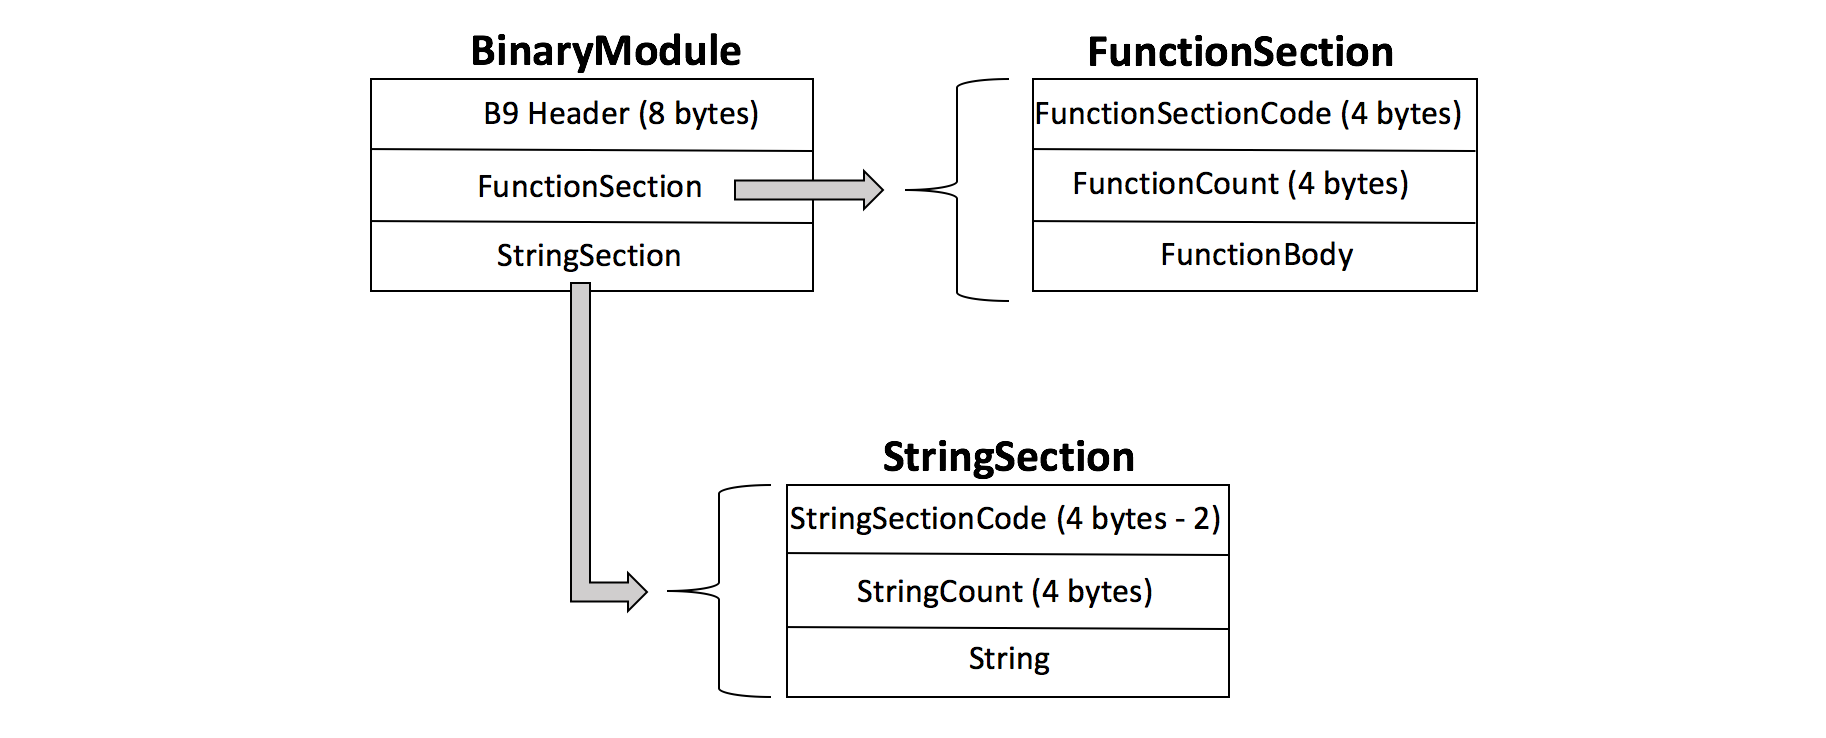 BinaryModule
B9 Header (8 bytes)
FunctionSection
StringSection
FunctionSection
FunctionSectionCode (4 bytes)
FunctionCount (4 bytes)
FunctionBody
StringSection
StringSectionCode (4 bytes - 2)
StringCount (4 bytes)
String